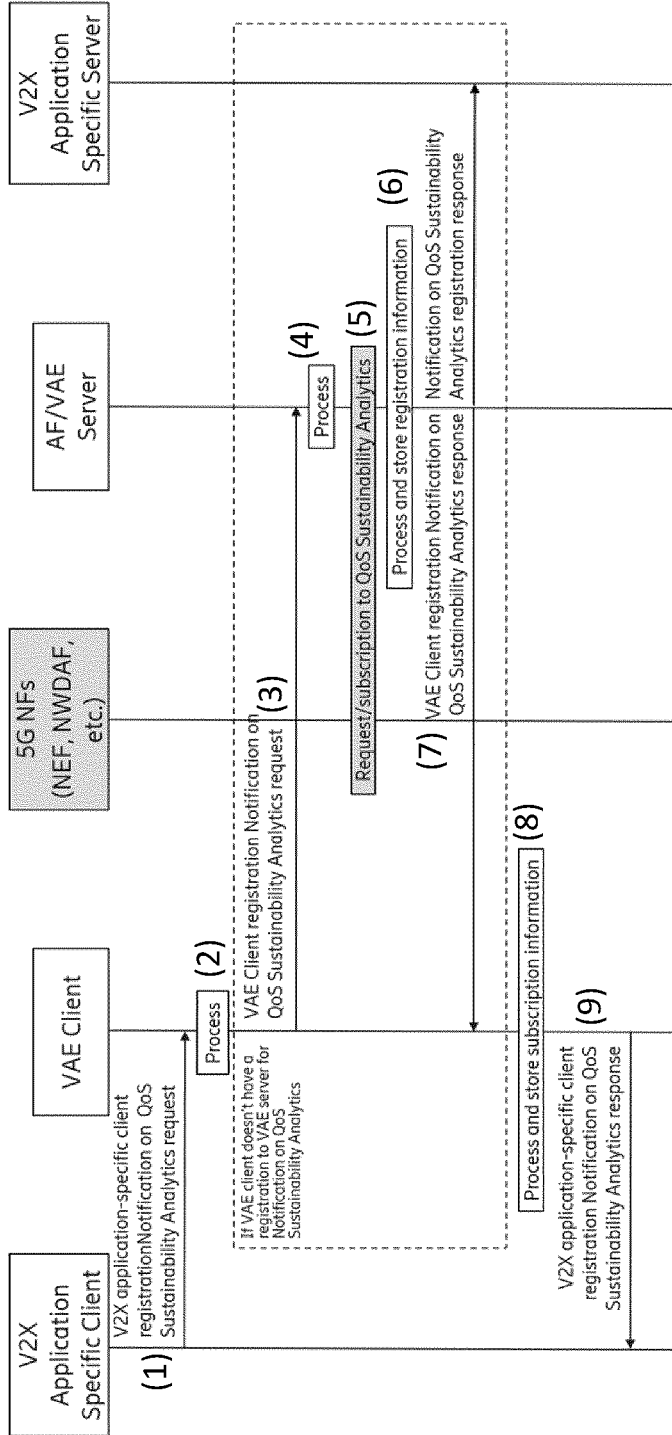 V2X
Application
Specific Client
VAE Client
5G NFs
(NEF, NWDAF,
etc.)
AF/VAE
Server
V2X
Application
Specific Server
(1)
V2X application-specific client
registrationNotification on QoS
Sustainability Analytics request
Process
(2)
If VAE client doesn't have a
registration to VAE server for
Notification on QoS
Sustainability Analytics
VAE Client registration Notification on
QoS Sustainability Analytics request
(3)
Process
(4)
Request/subscription to QoS Sustainability Analytics
(5)
Process and store registration information
(6)
(7)
VAE Client registration Notification on
QoS Sustainability Analytics response
Notification on QoS Sustainability
Analytics registration response
Process and store subscription information
(8)
V2X application-specific client
registration Notification on QoS
Sustainability Analytics response
(9)